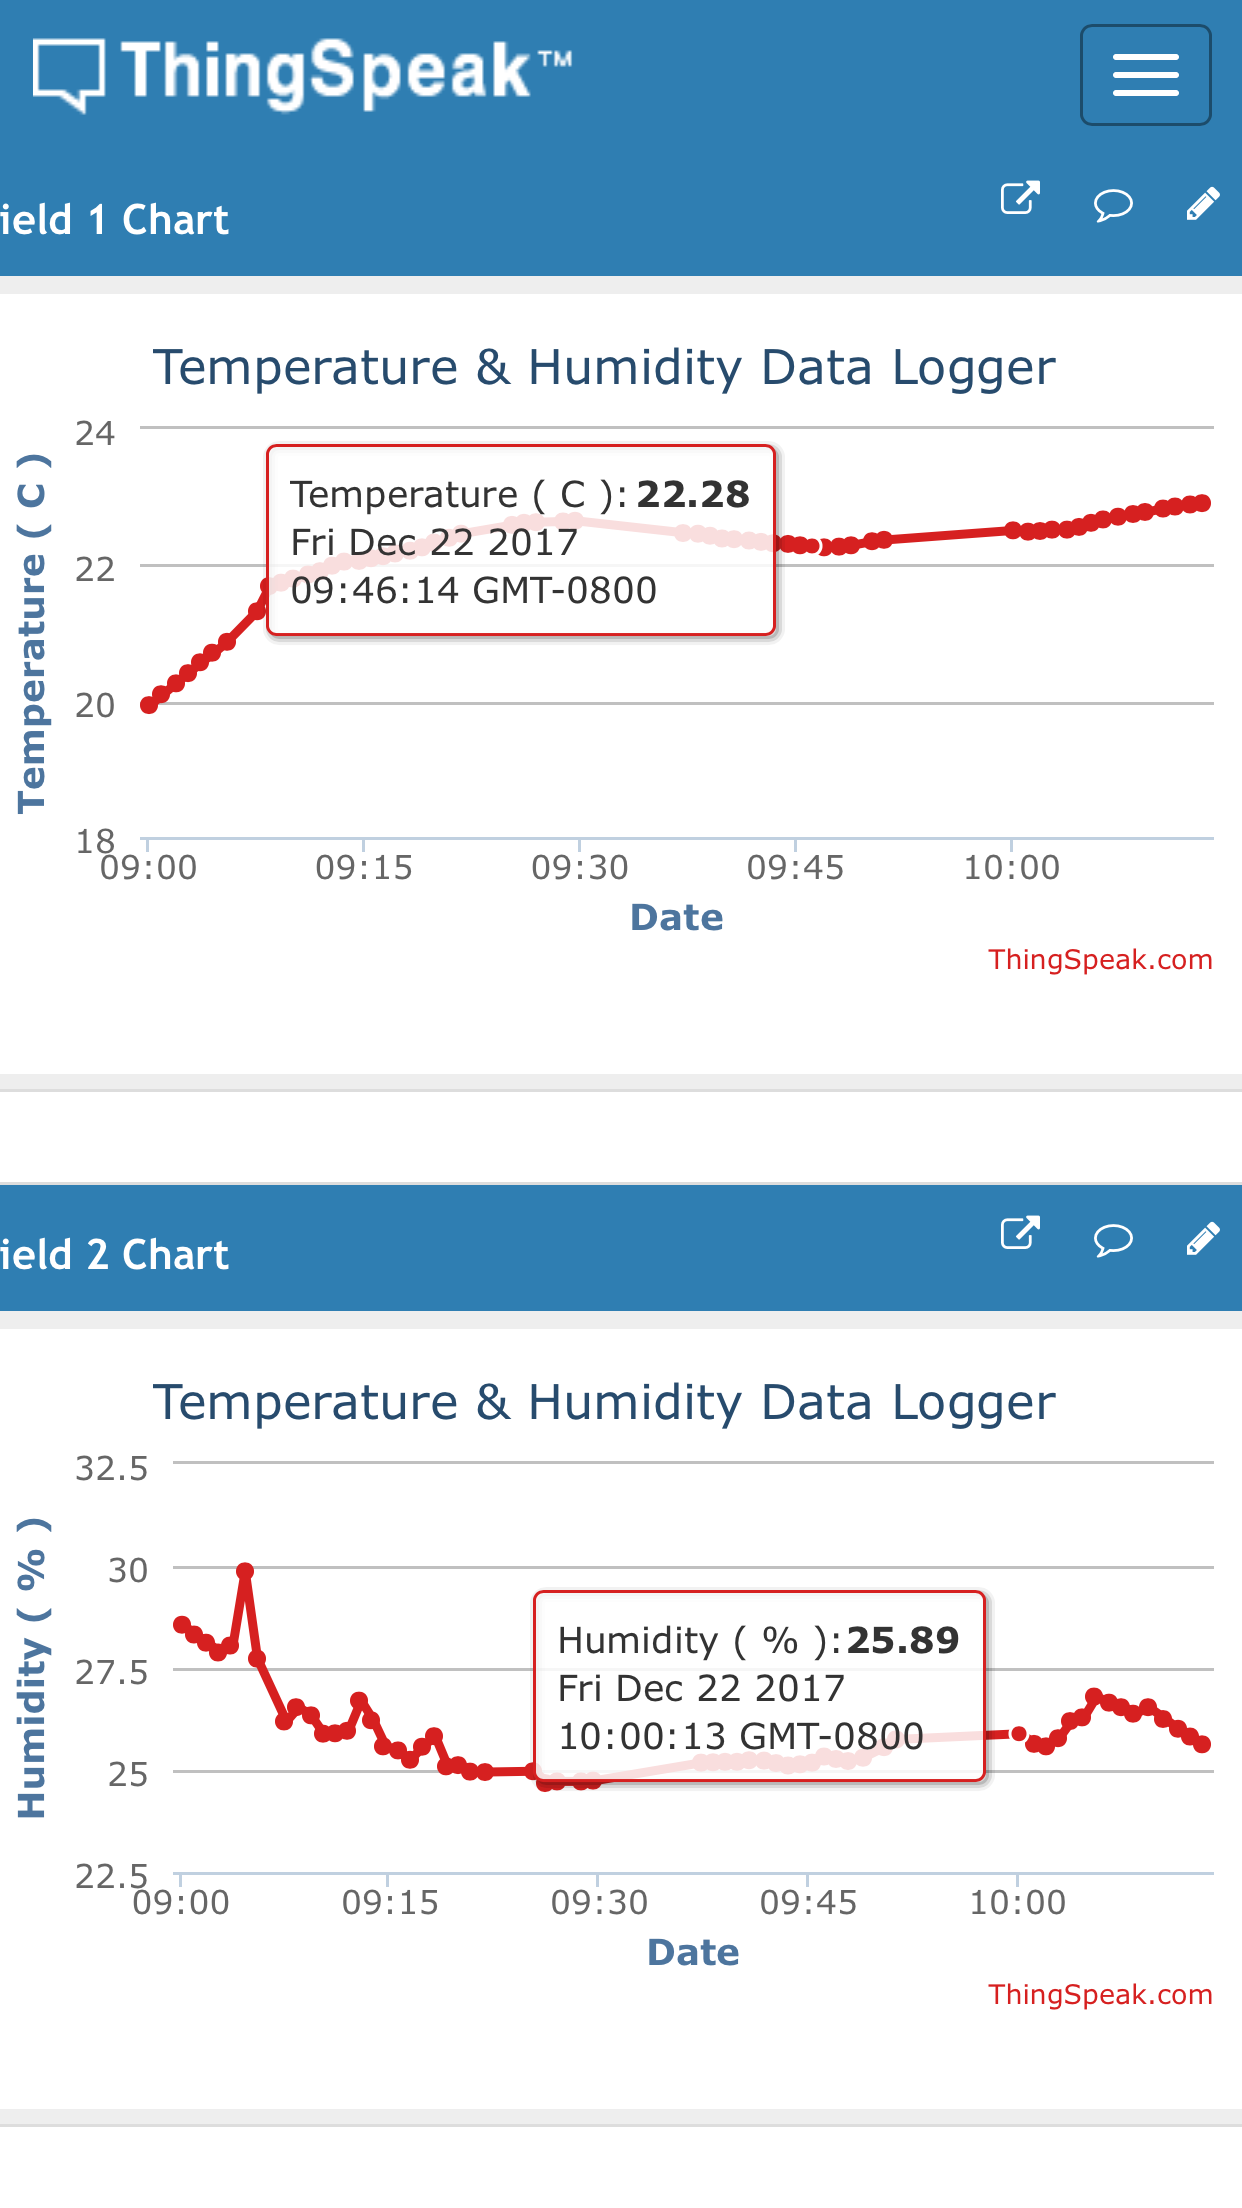 ThingSpeak™
ield 1 Chart
Temperature & Humidity Data Logger
Temperature ( C )
24
22
20
18
Temperature ( C ): 22.28
Fri Dec 22 2017
09:46:14 GMT-0800
09:00 09:15 09:30 09:45 10:00
Date
ThingSpeak.com
ield 2 Chart
Temperature & Humidity Data Logger
Humidity ( % )
32.5
30
27.5
25
22.5
Humidity ( % ): 25.89
Fri Dec 22 2017
10:00:13 GMT-0800
09:00 09:15 09:30 09:45 10:00
Date
ThingSpeak.com